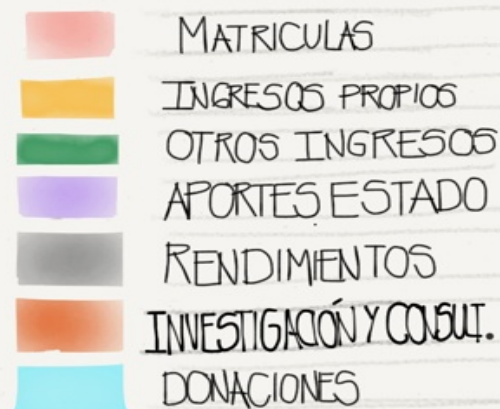 MATRICULAS
INGRESOS PROPIOS
OTROS INGRESOS
APORTES ESTADO
RENDIMIENTOS
INVESTIGACIÓN Y CONSULT.
DONACIONES